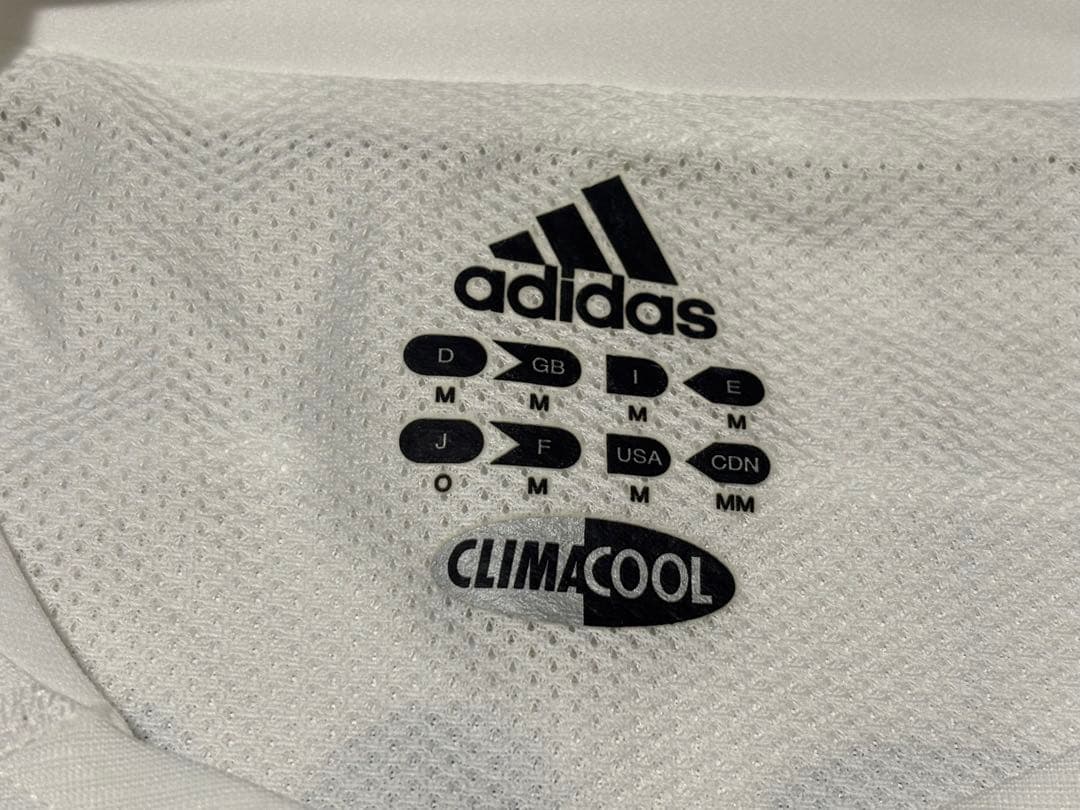 adidas
D GB I E
M M M M
J F USA CDN
O M M MM
CLIMACOOL